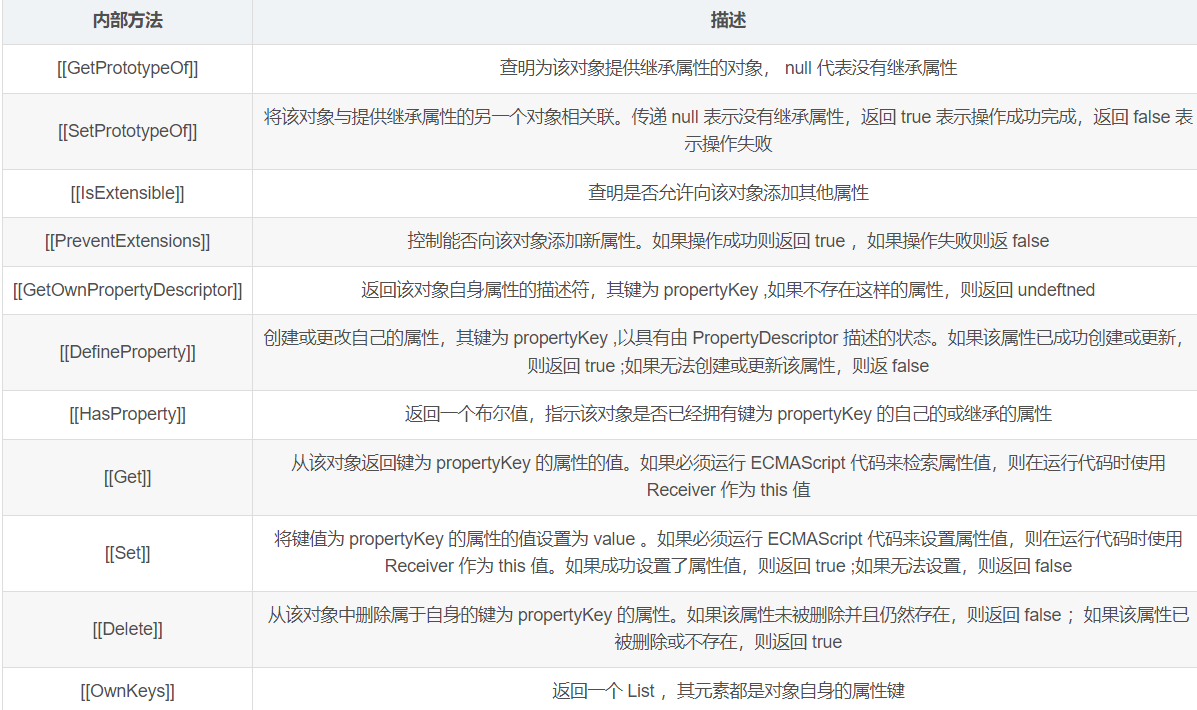 内部方法 描述
[[GetPrototypeOf]] 查明为该对象提供继承属性的对象， null 代表没有继承属性
[[SetPrototypeOf]] 将该对象与提供继承属性的另一个对象相关联。传递 null 表示没有继承属性，返回 true 表示操作成功完成，返回 false 表
示操作失败
[[IsExtensible]] 查明是否允许向该对象添加其他属性
[[PreventExtensions]] 控制能否向该对象添加新属性。如果操作成功则返回 true ，如果操作失败则返 false
[[GetOwnPropertyDescriptor]] 返回该对象自身属性的描述符，其键为 propertyKey ,如果不存在这样的属性，则返回 undeftned
[[DefineProperty]] 创建或更改自己的属性，其键为 propertyKey ,以具有由 PropertyDescriptor 描述的状态。如果该属性已成功创建或更新，
则返回 true ;如果无法创建或更新该属性，则返 false
[[HasProperty]] 返回一个布尔值，指示该对象是否已经拥有键为 propertyKey 的自己的或继承的属性
[[Get]] 从该对象返回键为 propertyKey 的属性的值。如果必须运行 ECMAScript 代码来检索属性值，则在运行代码时使用
Receiver 作为 this 值
[[Set]] 将键值为 propertyKey 的属性的值设置为 value 。如果必须运行 ECMAScript 代码来设置属性值，则在运行代码时使用
Receiver 作为 this 值。如果成功设置了属性值，则返回 true ;如果无法设置，则返回 false
[[Delete]] 从该对象中删除属于自身的键为 propertyKey 的属性。如果该属性未被删除并且仍然存在，则返回 false ；如果该属性已
被删除或不存在，则返回 true
[[OwnKeys]] 返回一个 List ，其元素都是对象自身的属性键